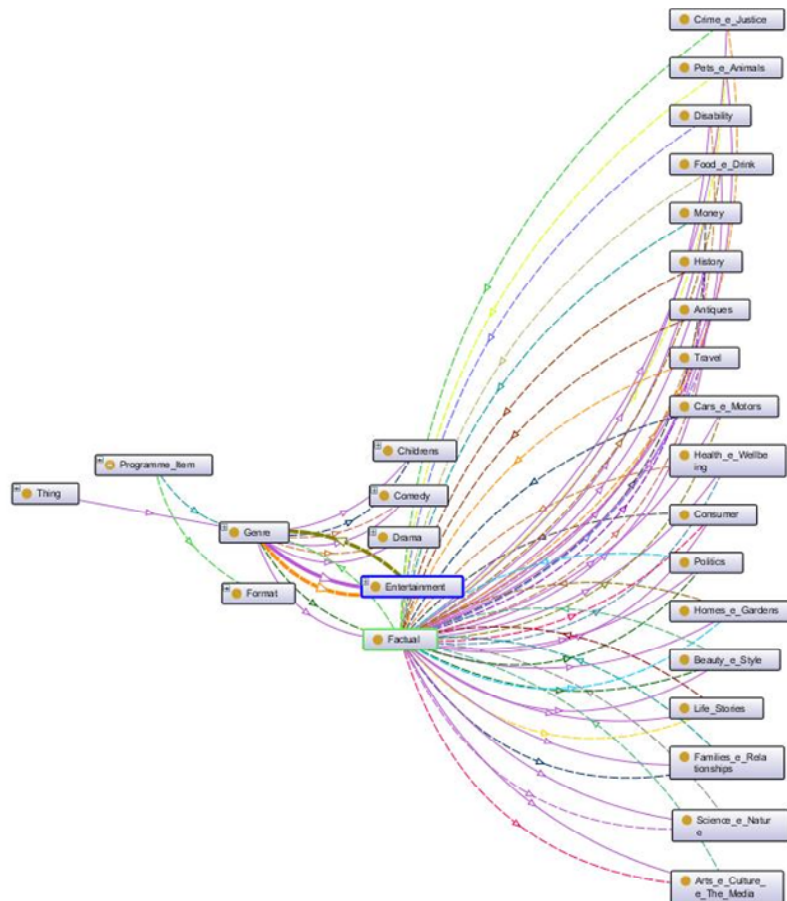 Crime_e_Justice
Pets_e_Animals
Disability
Food_e_Drink
Money
History
Antiques
Travel
Cars_e_Motors
Childrens
Health_e_Wellbe
ing
Programme_Item
Thing
Comedy
Consumer
Genre
Drama
Politics
Entertainment
Format
Homes_e_Gardens
Factual
Beauty_e_Style
Life_Stories
Families_e_Rela
tionships
Science_e_Natur
e
Arts_e_Culture_
e_The_Media